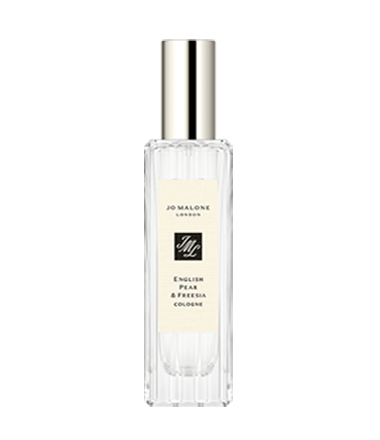 JO MALONE
LONDON
JML
ENGLISH
PEAR
& FREESIA
COLOGNE